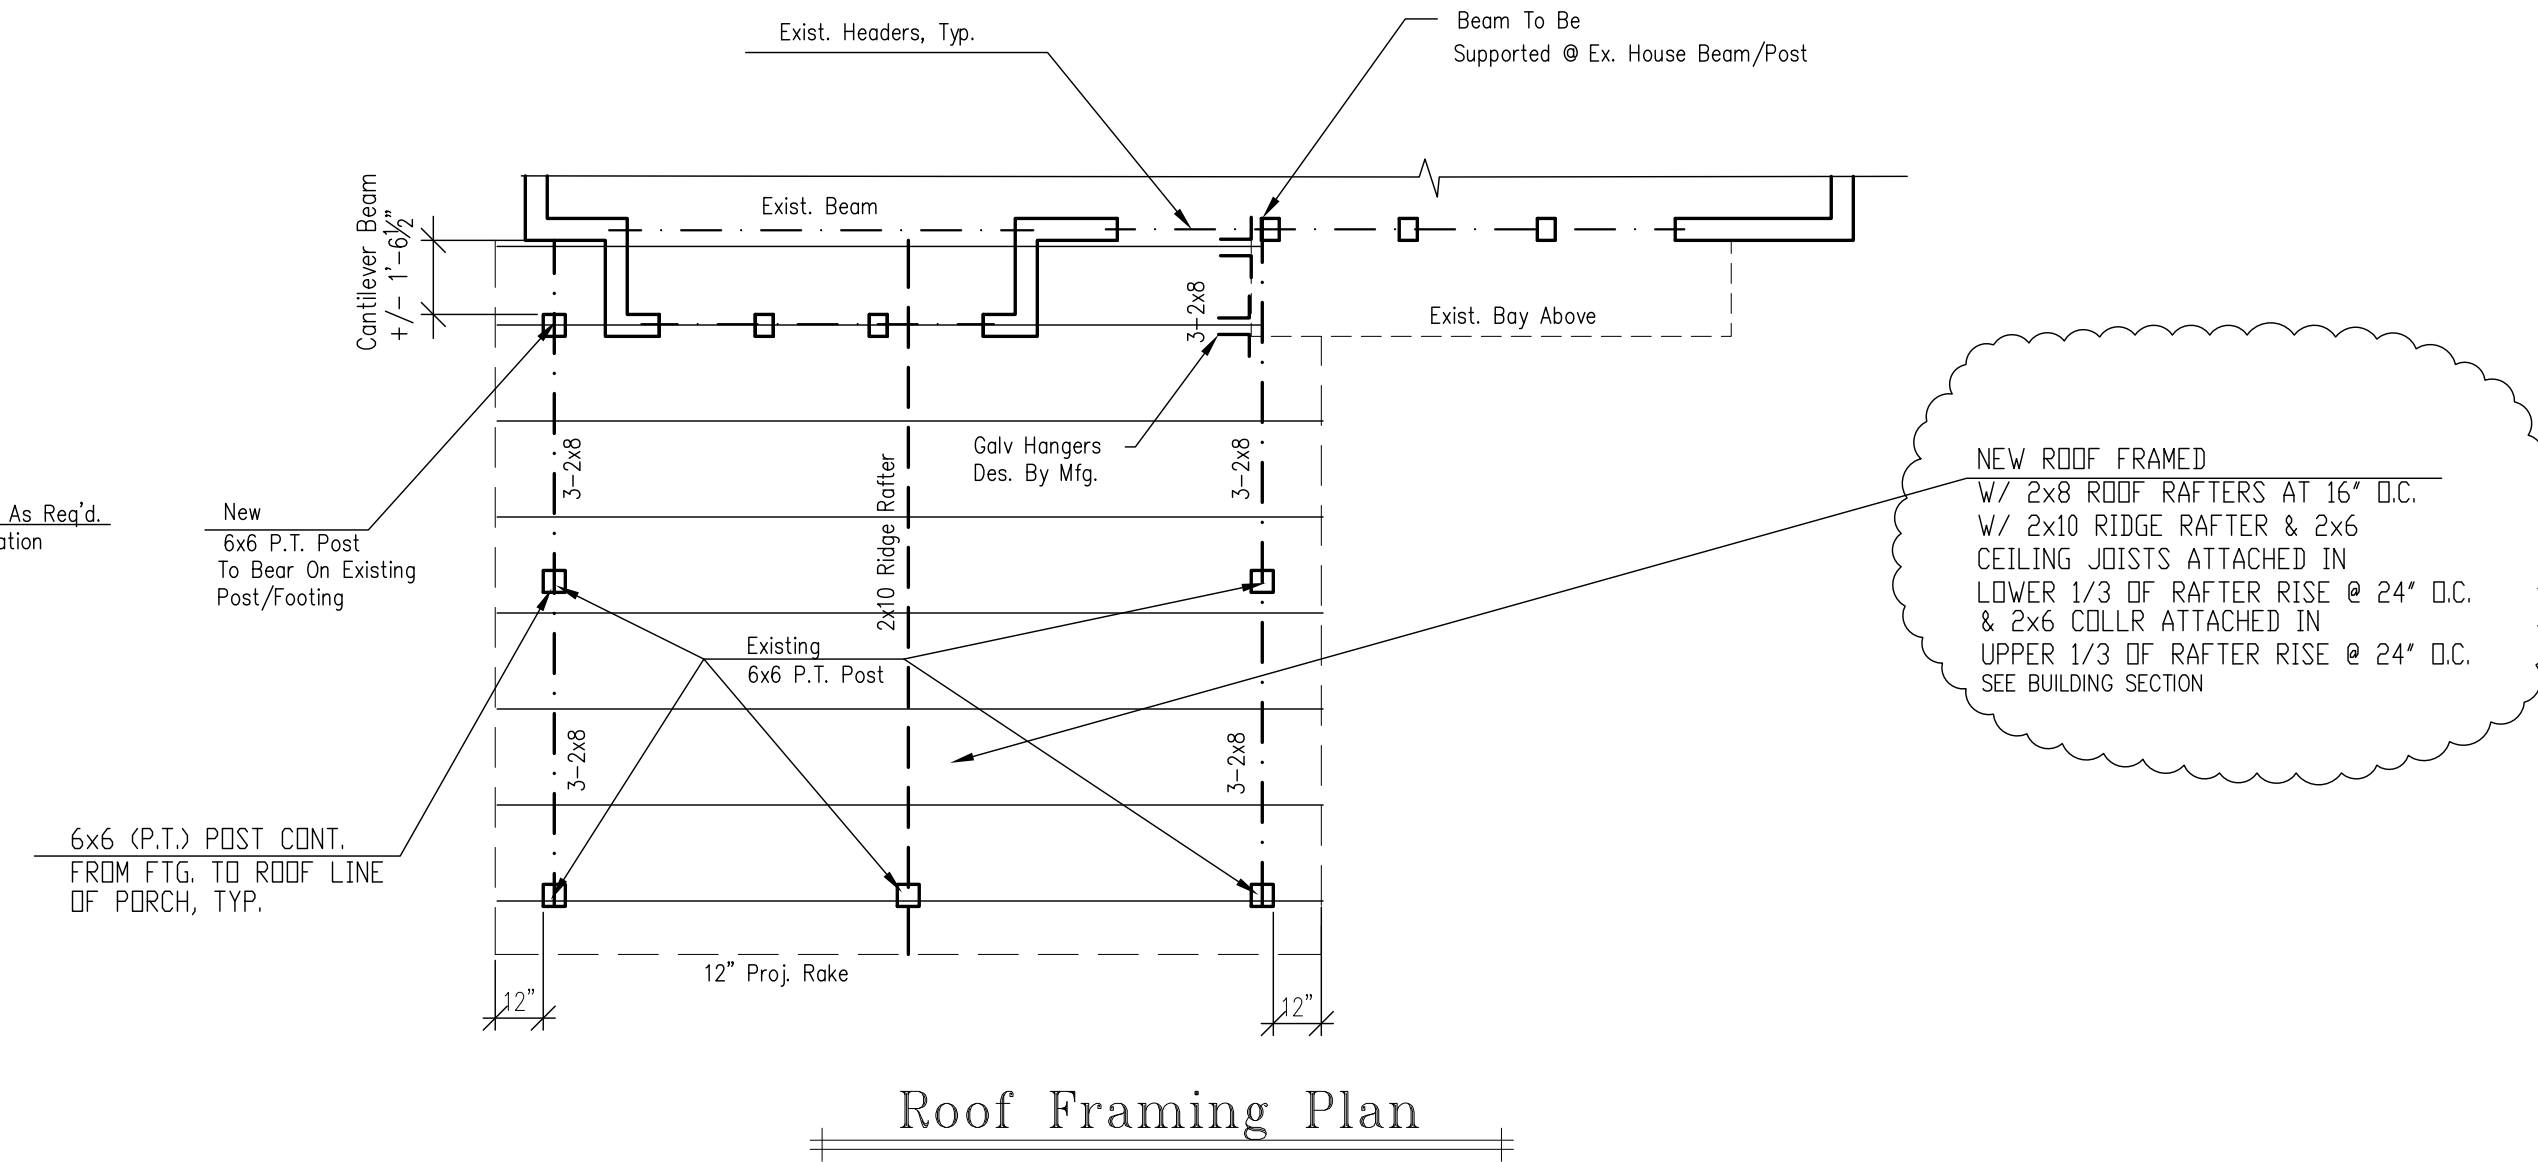 Exist. Headers, Typ.
Beam To Be
Supported @ Ex. House Beam/Post
Cantilever Beam
+/- 1'-6½"
Exist. Beam
3-2x8
Exist. Bay Above
Galv Hangers
Des. By Mfg.
3-2x8
3-2x8
2x10 Ridge Rafter
As Req'd.
ation
New
6x6 P.T. Post
To Bear On Existing
Post/Footing
NEW ROOF FRAMED
W/ 2x8 ROOF RAFTERS AT 16" O.C.
W/ 2x10 RIDGE RAFTER & 2x6
CEILING JOISTS ATTACHED IN
LOWER 1/3 OF RAFTER RISE @ 24" O.C.
& 2x6 COLLR ATTACHED IN
UPPER 1/3 OF RAFTER RISE @ 24" O.C.
SEE BUILDING SECTION
Existing
6x6 P.T. Post
3-2x8
3-2x8
6x6 (P.T.) POST CONT.
FROM FTG. TO ROOF LINE
OF PORCH, TYP.
12" Proj. Rake
12"
12"
Roof Framing Plan